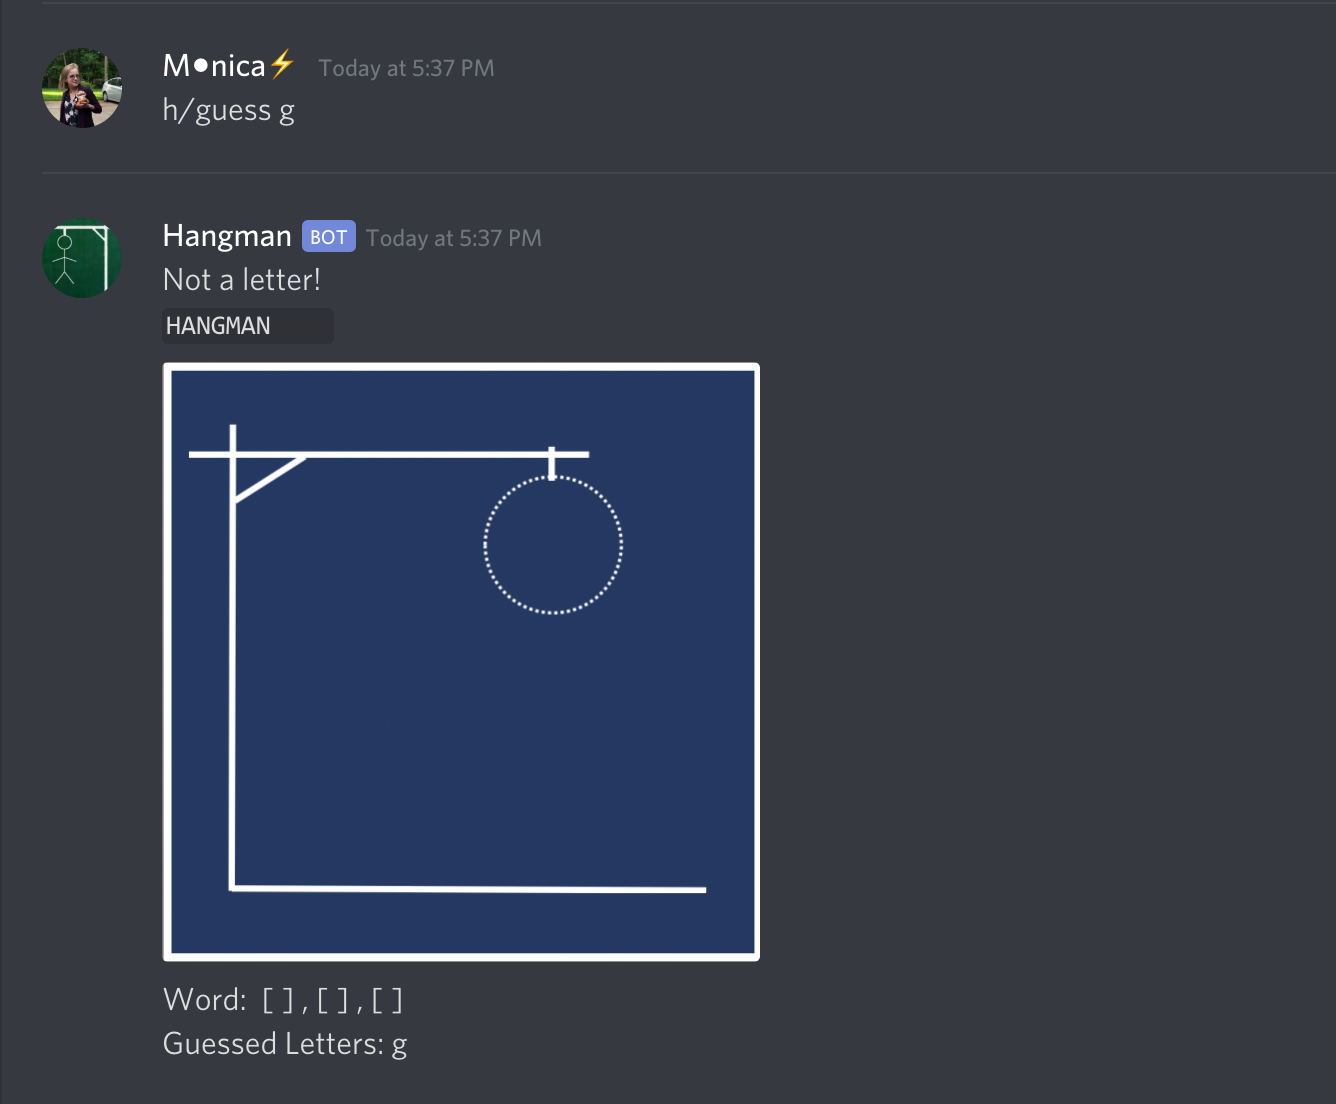 M●nica⚡ Today at 5:37 PM
h/guess g
Hangman BOT Today at 5:37 PM
Not a letter!
HANGMAN
Word: [ ] , [ ] , [ ]
Guessed Letters: g